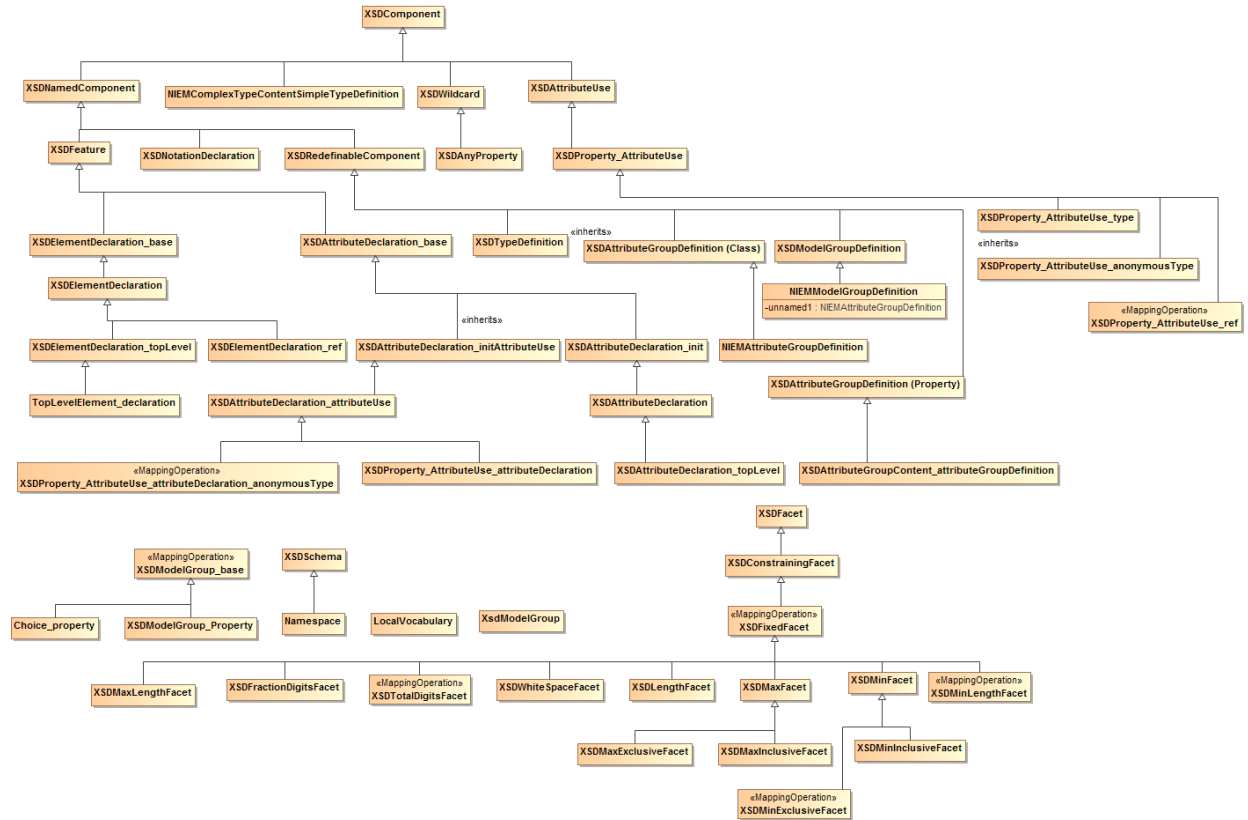 XSDComponent
XSDNamedComponent
NIEMComplexTypeContentSimpleTypeDefinition
XSDWildcard
XSDAttributeUse
XSDFeature
XSDNotationDeclaration
XSDRedefinableComponent
XSDAnyProperty
XSDProperty_AttributeUse
XSDElementDeclaration_base
XSDAttributeDeclaration_base
XSDTypeDefinition
«inherits»
XSDAttributeGroupDefinition (Class)
XSDModelGroupDefinition
XSDProperty_AttributeUse_type
«inherits»
XSDProperty_AttributeUse_anonymousType
XSDElementDeclaration
NIEMModelGroupDefinition
-unnamed1 : NIEMAttributeGroupDefinition
«MappingOperation»
XSDProperty_AttributeUse_ref
«inherits»
XSDElementDeclaration_topLevel
XSDElementDeclaration_ref
XSDAttributeDeclaration_initAttributeUse
XSDAttributeDeclaration_init
NIEMAttributeGroupDefinition
XSDAttributeGroupDefinition (Property)
TopLevelElement_declaration
XSDAttributeDeclaration_attributeUse
XSDAttributeDeclaration
«MappingOperation»
XSDProperty_AttributeUse_attributeDeclaration_anonymousType
XSDProperty_AttributeUse_attributeDeclaration
XSDAttributeDeclaration_topLevel
XSDAttributeGroupContent_attributeGroupDefinition
XSDFacet
«MappingOperation»
XSDModelGroup_base
XSDSchema
XSDConstrainingFacet
Choice_property
XSDModelGroup_Property
Namespace
LocalVocabulary
XsdModelGroup
«MappingOperation»
XSDFixedFacet
XSDMaxLengthFacet
XSDFractionDigitsFacet
«MappingOperation»
XSDTotalDigitsFacet
XSDWhiteSpaceFacet
XSDLengthFacet
XSDMaxFacet
XSDMinFacet
«MappingOperation»
XSDMinLengthFacet
XSDMaxExclusiveFacet
XSDMaxInclusiveFacet
XSDMinInclusiveFacet
«MappingOperation»
XSDMinExclusiveFacet